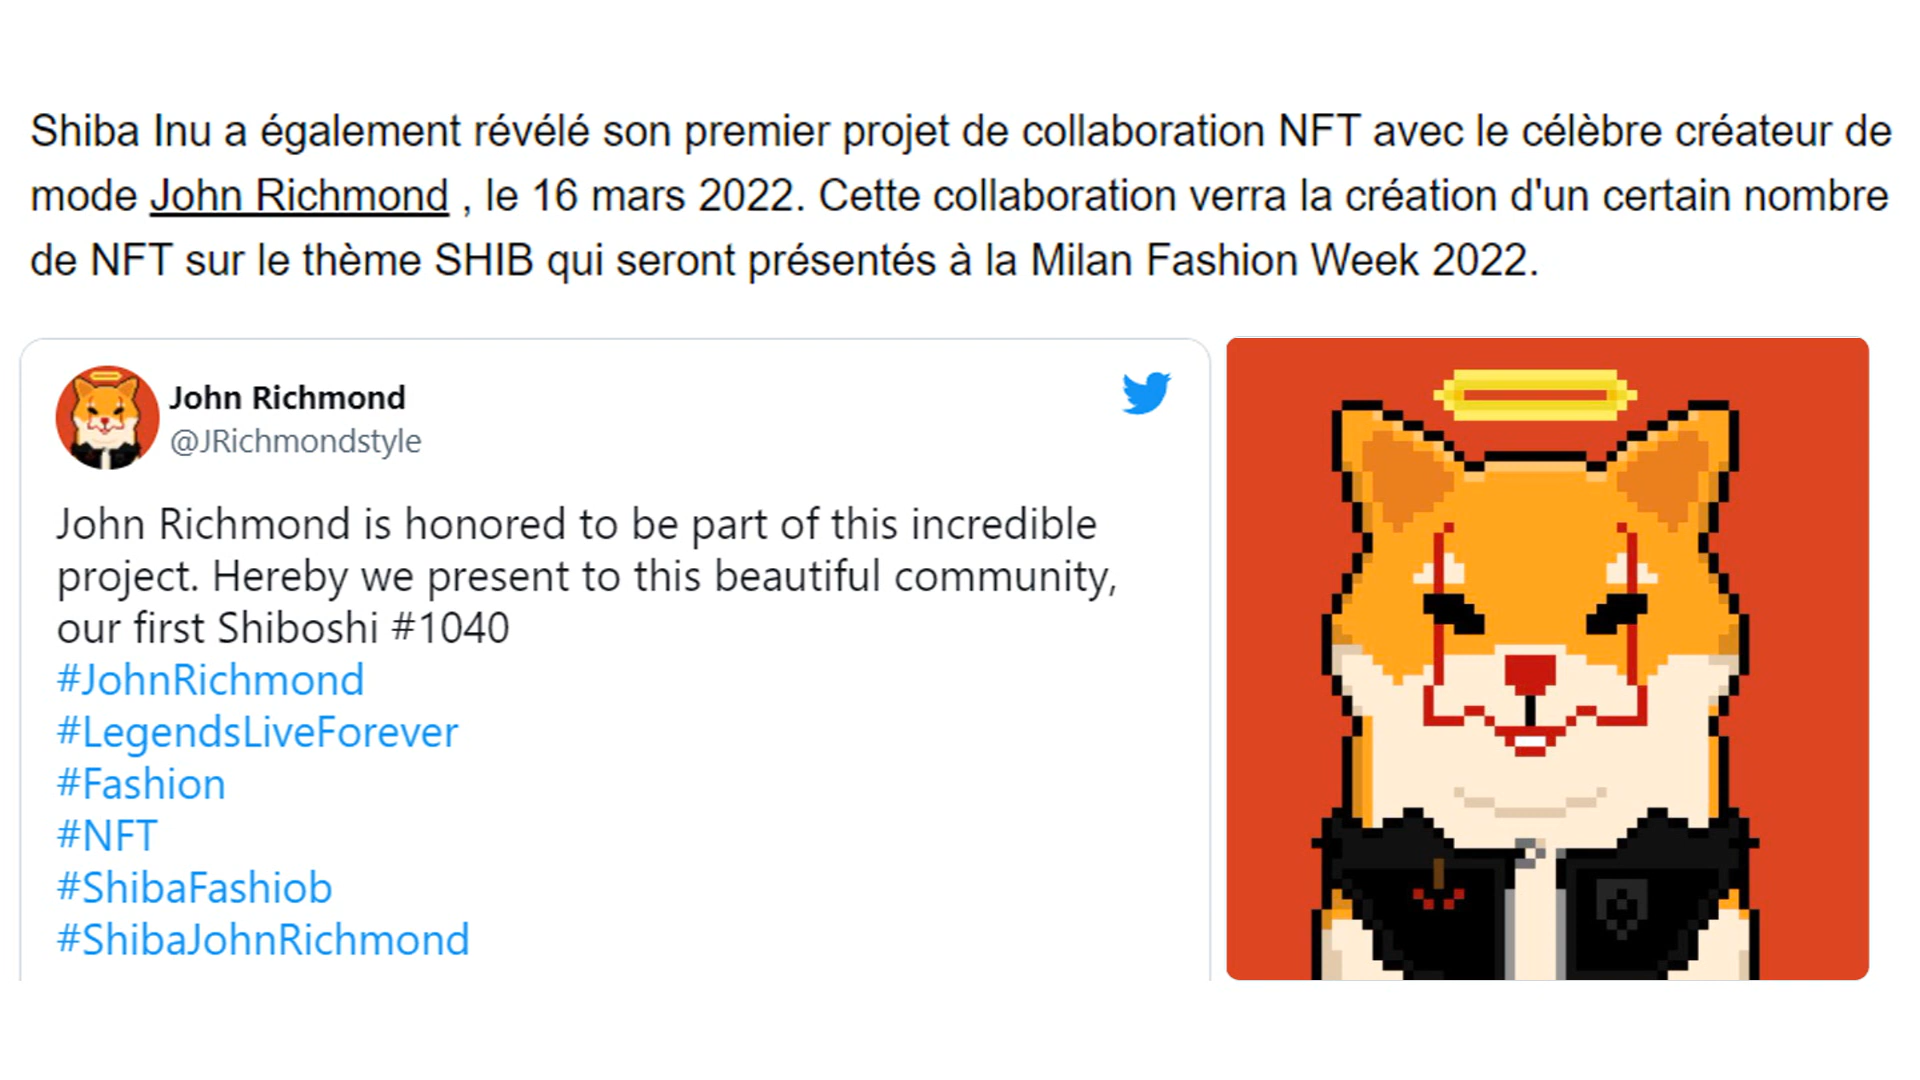 Shiba Inu a également révélé son premier projet de collaboration NFT avec le célèbre créateur de
mode John Richmond , le 16 mars 2022. Cette collaboration verra la création d'un certain nombre
de NFT sur le thème SHIB qui seront présentés à la Milan Fashion Week 2022.
John Richmond
@JRichmondstyle
John Richmond is honored to be part of this incredible
project. Hereby we present to this beautiful community,
our first Shiboshi #1040
#JohnRichmond
#LegendsLiveForever
#Fashion
#NFT
#ShibaFashiob
#ShibaJohnRichmond